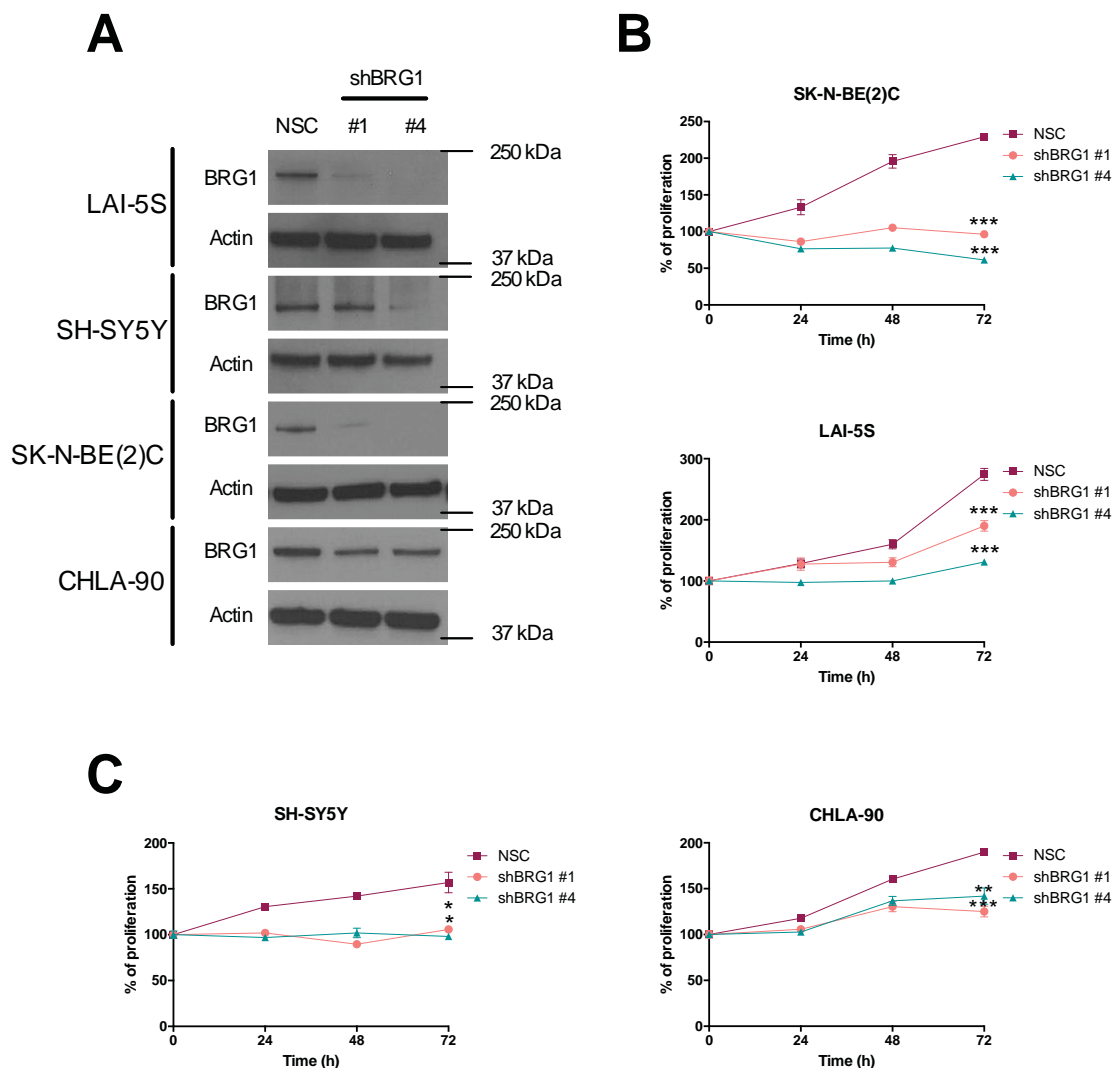 A
shBRG1
NSC #1 #4
LAI-5S
BRG1
250 kDa
Actin
37 kDa
SH-SY5Y
BRG1
250 kDa
Actin
37 kDa
SK-N-BE(2)C
BRG1
250 kDa
Actin
37 kDa
CHLA-90
BRG1
250 kDa
Actin
37 kDa
B
SK-N-BE(2)C
% of proliferation
250
200
150
100
50
0
0 24 48 72
Time (h)
NSC
shBRG1 #1
shBRG1 #4
***
***
LAI-5S
% of proliferation
300
200
100
0
0 24 48 72
Time (h)
NSC
shBRG1 #1
shBRG1 #4
***
***
C
SH-SY5Y
% of proliferation
200
150
100
50
0
0 24 48 72
Time (h)
NSC
shBRG1 #1
shBRG1 #4
*
*
CHLA-90
% of proliferation
200
150
100
50
0
0 24 48 72
Time (h)
NSC
shBRG1 #1
shBRG1 #4
**
***